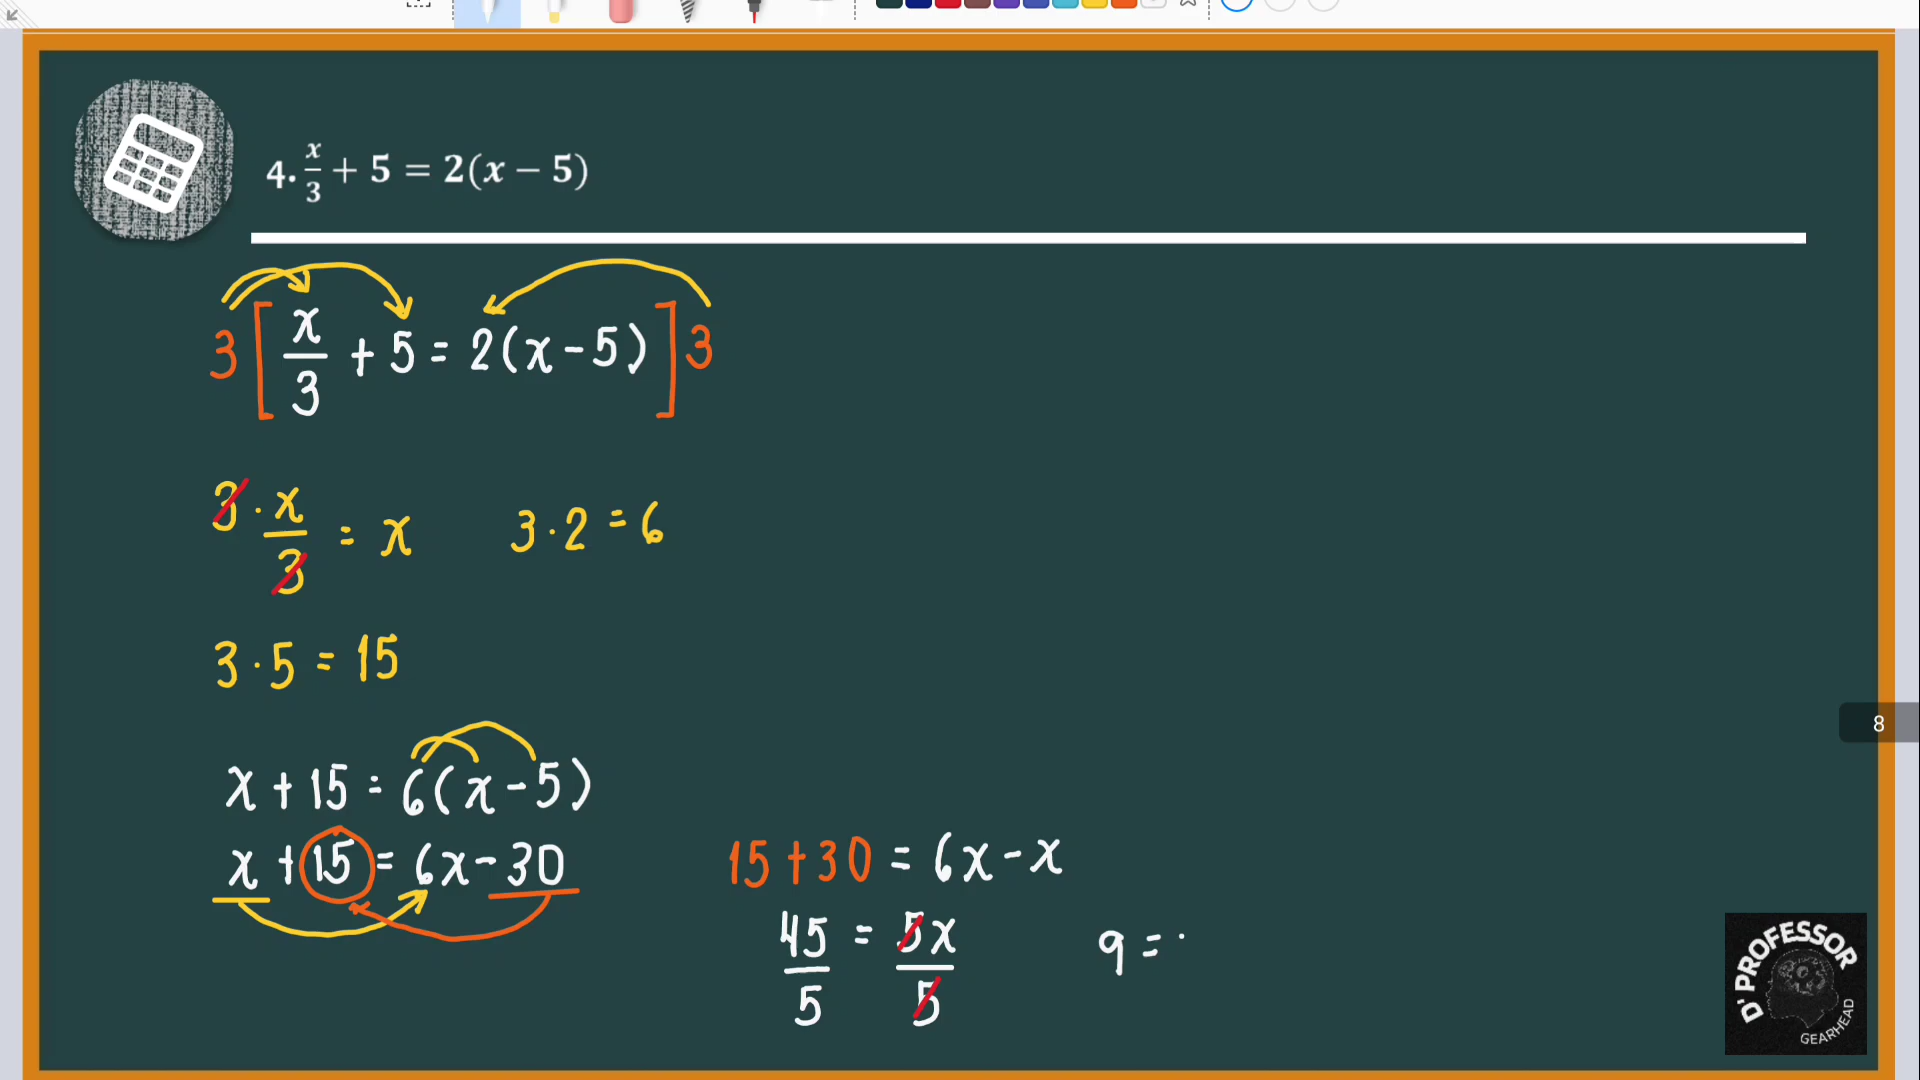 4. x/3 + 5 = 2(x − 5)
3 [ x/3 + 5 = 2(x - 5) ] 3
3 · x/3 = x
3 · 2 = 6
3 · 5 = 15
x + 15 = 6(x - 5)
x + 15 = 6x - 30
15 + 30 = 6x - x
45/5 = 5x/5
9 =
8
D' PROFESSOR
GEARHEAD